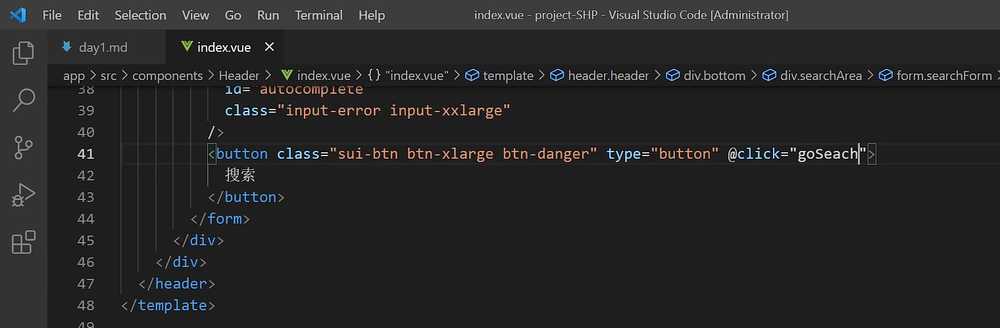 File Edit Selection View Go Run Terminal Help index.vue - project-SHP - Visual Studio Code [Administrator]
day1.md index.vue
app > src > components > Header > index.vue > {} "index.vue" > template > header.header > div.bottom > div.searchArea > form.searchForm >
38 id="autocomplete"
39 class="input-error input-xxlarge"
40 />
41 <button class="sui-btn btn-xlarge btn-danger" type="button" @click="goSeach">
42 搜索
43 </button>
44 </form>
45 </div>
46 </div>
47 </header>
48 </template>
49